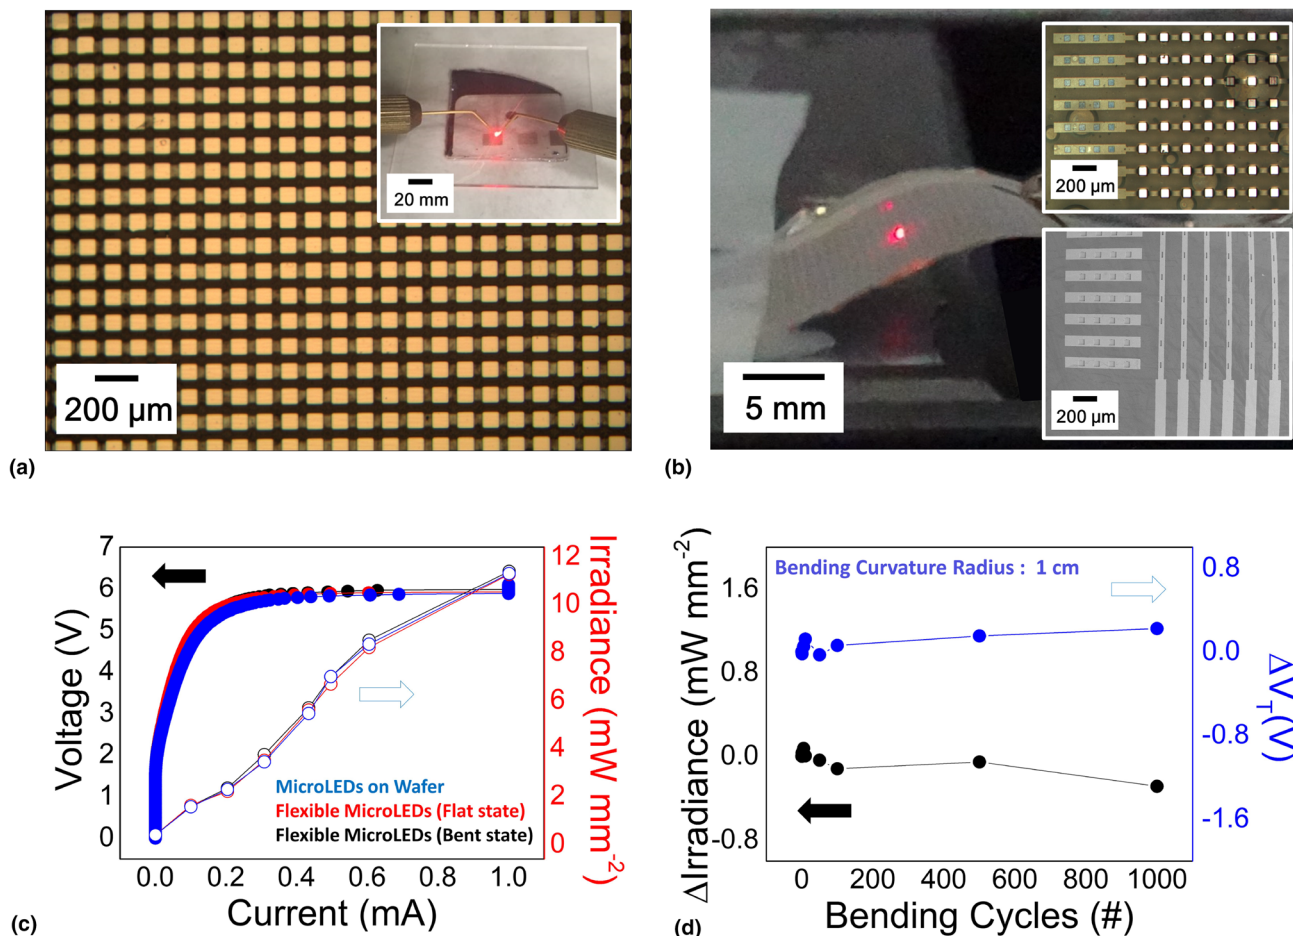 20 mm
200 µm
(a)
200 µm
200 µm
5 mm
(b)
7
6
5
4
3
2
1
0
Voltage (V)
12
10
8
6
4
2
0
Irradiance (mW mm⁻²)
MicroLEDs on Wafer
Flexible MicroLEDs (Flat state)
Flexible MicroLEDs (Bent state)
0.0 0.2 0.4 0.6 0.8 1.0
Current (mA)
(c)
Bending Curvature Radius : 1 cm
1.6
0.8
0.0
-0.8
ΔIrradiance (mW mm⁻²)
0.8
0.0
-0.8
-1.6
ΔV_T(V)
0 200 400 600 800 1000
Bending Cycles (#)
(d)